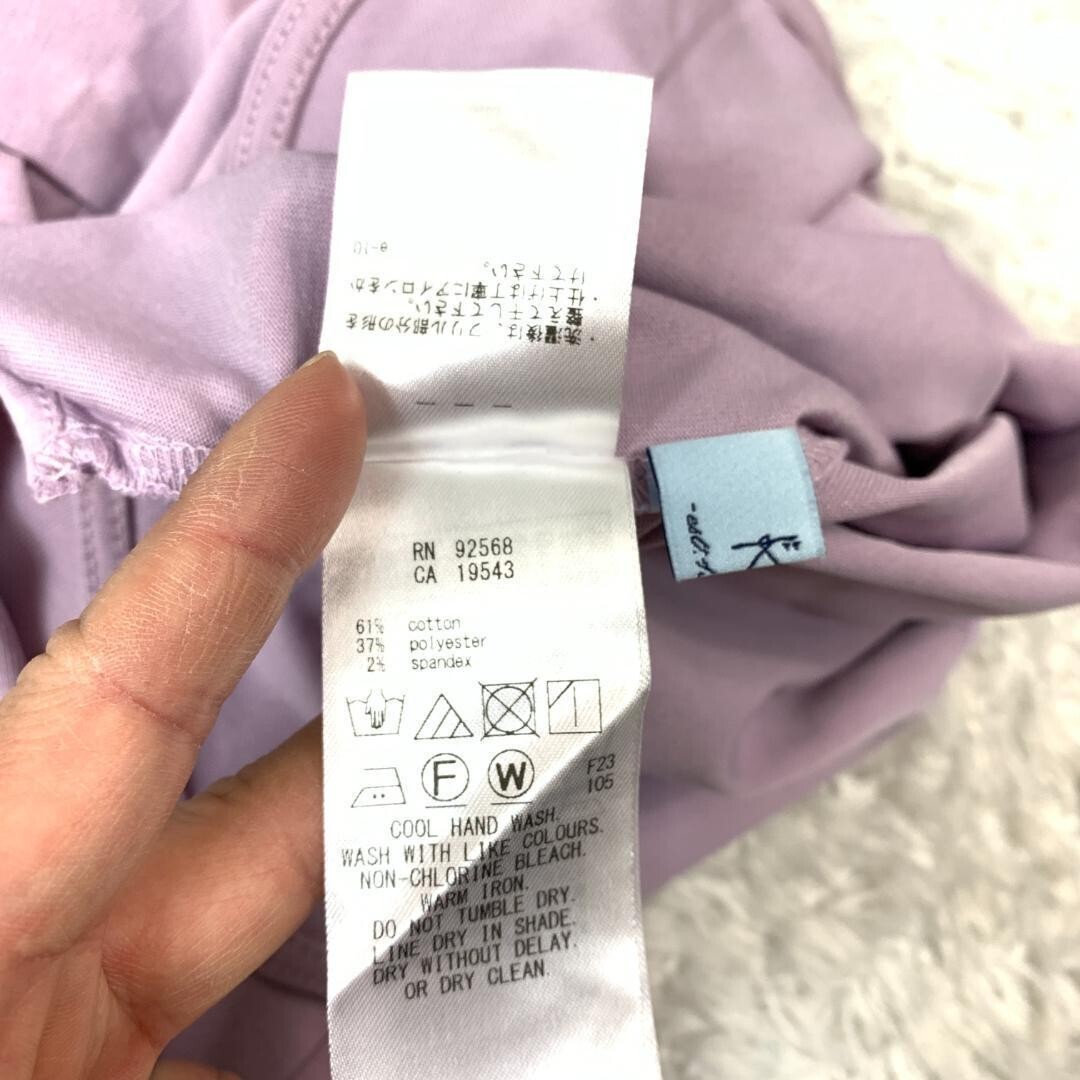 ・洗濯後は、フリル部分の形を
整えて干して下さい。
・仕上げは丁寧にアイロンをか
けて下さい。
e-10
RN 92568
CA 19543
61% cotton
37% polyester
2% spandex
F
W
F23
105
COOL HAND WASH.
WASH WITH LIKE COLOURS.
NON-CHLORINE BLEACH.
WARM IRON.
DO NOT TUMBLE DRY.
LINE DRY IN SHADE.
DRY WITHOUT DELAY.
OR DRY CLEAN.